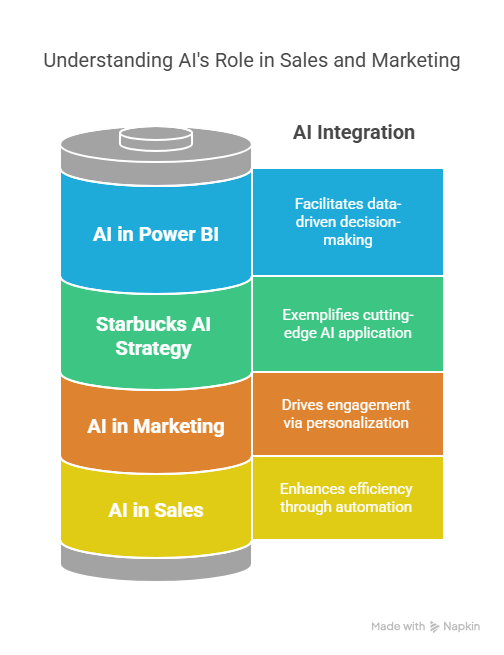 Understanding AI's Role in Sales and Marketing
AI Integration
AI in Power BI
Facilitates data-
driven decision-
making
Starbucks AI
Strategy
Exemplifies cutting-
edge AI application
AI in Marketing
Drives engagement
via personalization
AI in Sales
Enhances efficiency
through automation
Made with Napkin